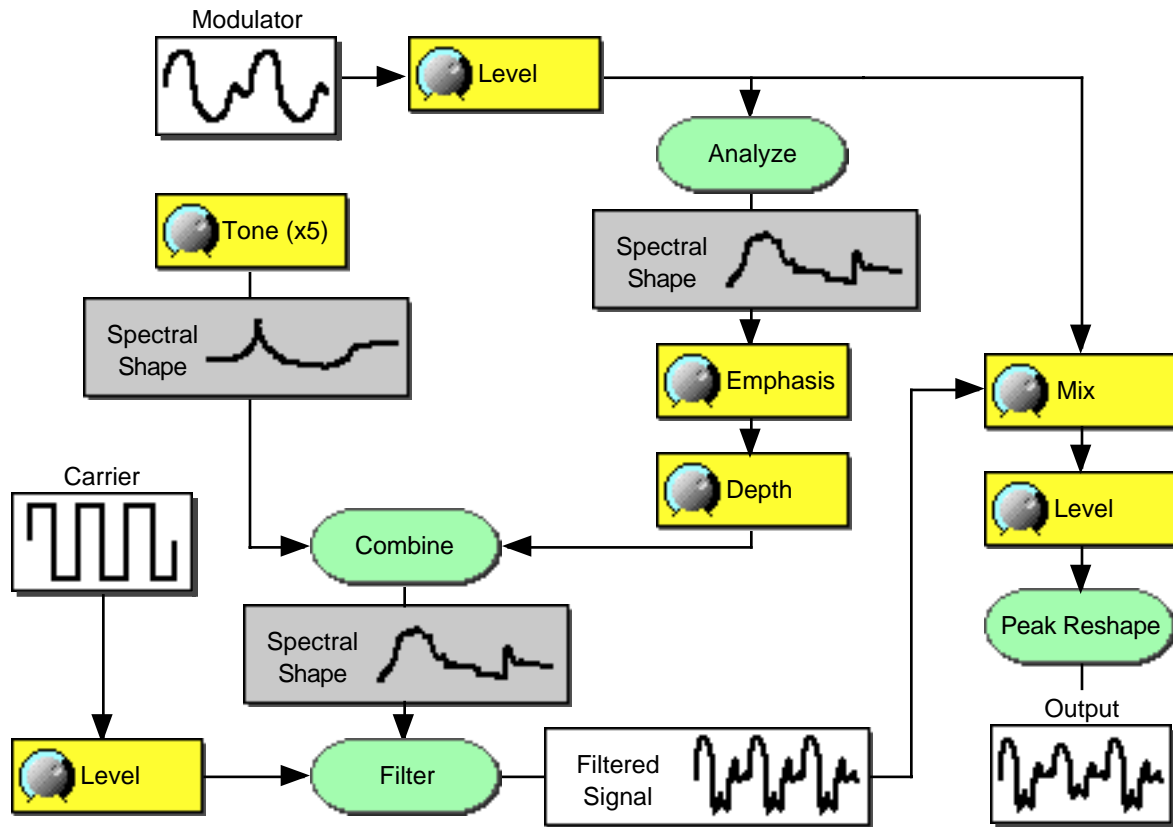 Modulator
Level
Analyze
Tone (x5)
Spectral
Shape
Spectral
Shape
Emphasis
Mix
Carrier
Depth
Level
Combine
Peak Reshape
Spectral
Shape
Output
Level
Filter
Filtered
Signal